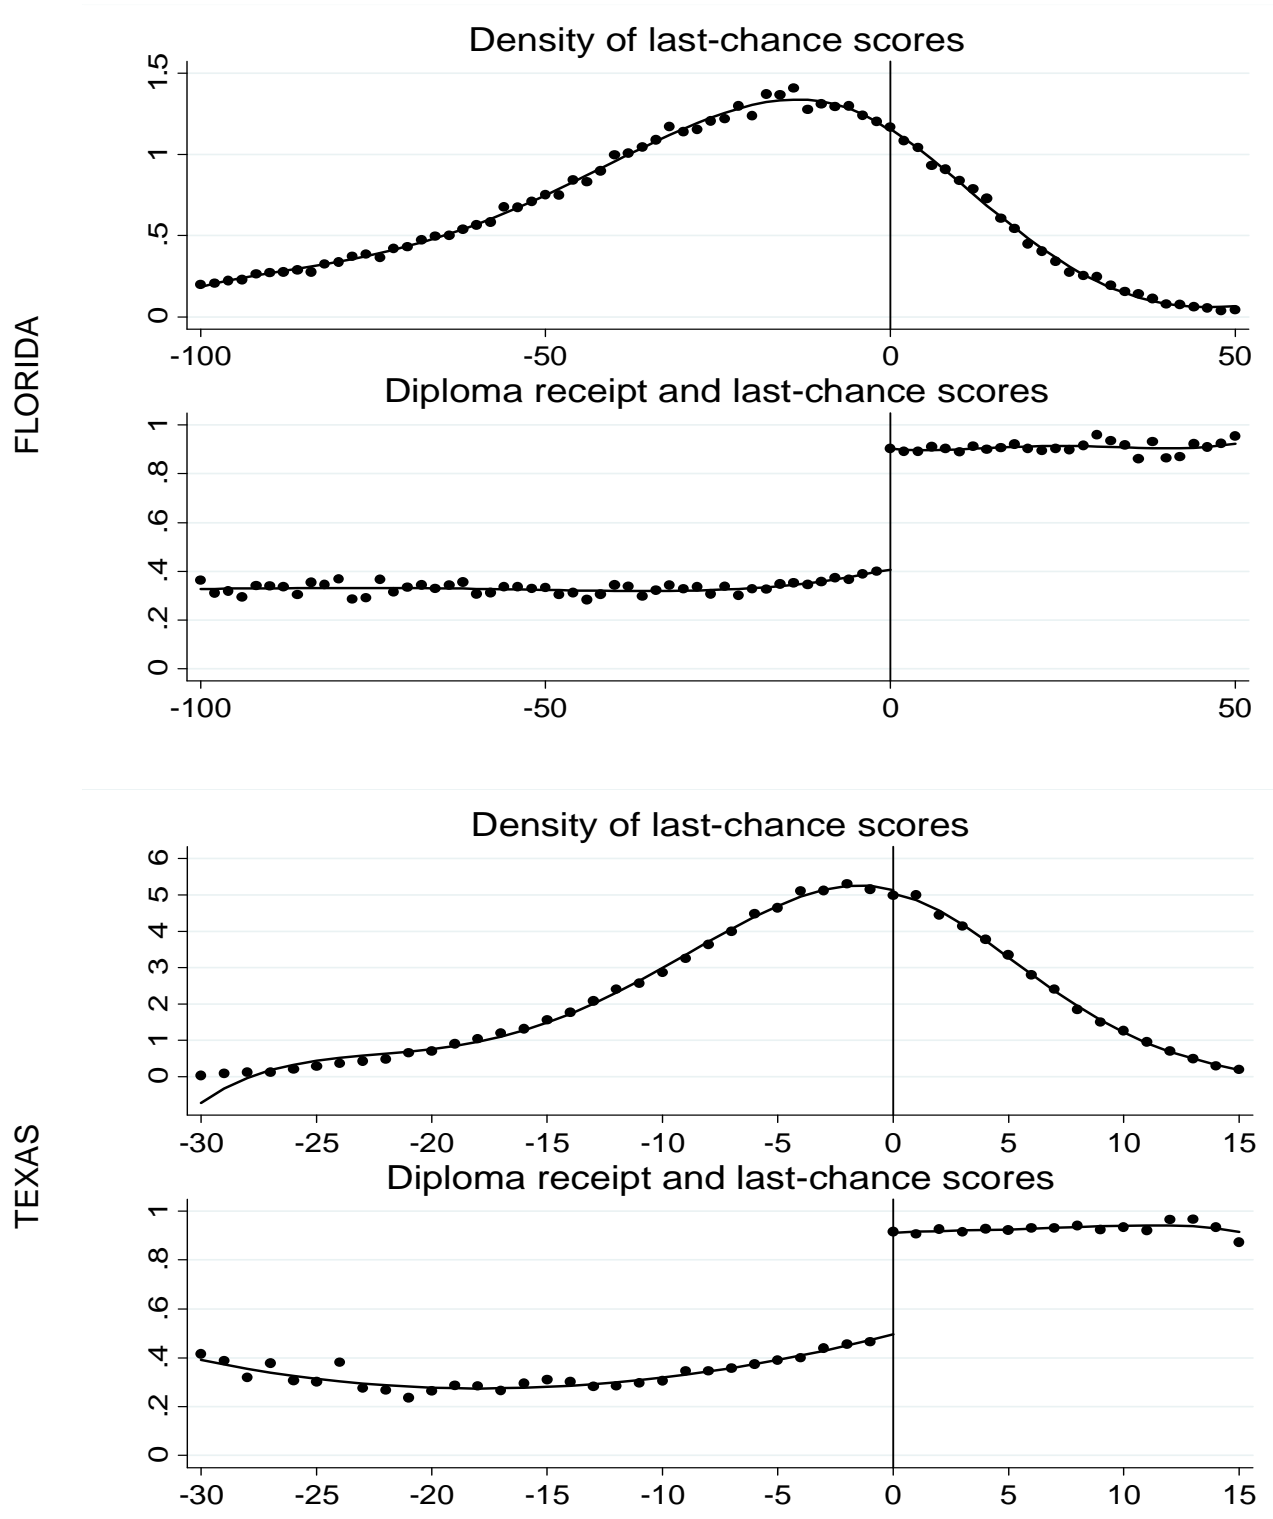 FLORIDA
Density of last-chance scores
1.5
1
.5
0
-100 -50 0 50
Diploma receipt and last-chance scores
1
.8
.6
.4
.2
0
-100 -50 0 50
TEXAS
Density of last-chance scores
6
5
4
3
2
1
0
-30 -25 -20 -15 -10 -5 0 5 10 15
Diploma receipt and last-chance scores
1
.8
.6
.4
.2
0
-30 -25 -20 -15 -10 -5 0 5 10 15